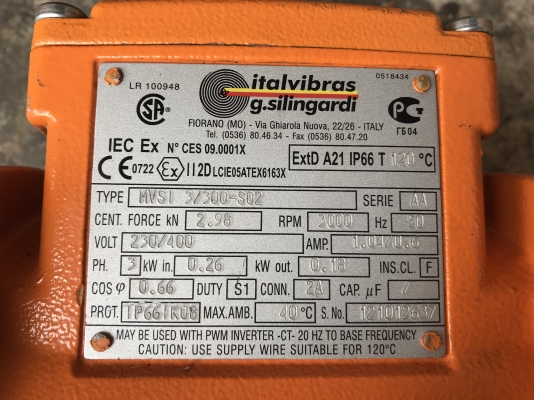 LR 100948
italvibras
g.silingardi
0518434
FIORANO (MO) - Via Ghiarola Nuova, 22/26 - ITALY
Tel. (0536) 80.46.34 - Fax (0536) 80.47.20
ГБ04
IEC Ex N° CES 09.0001X
CE 0722 Ex II2D LCIE05ATEX6163X
ExtD A21 IP66 T 120 °C
TYPE MVSI 3/300-S02 SERIE AA
CENT. FORCE kN 2.98 RPM 3000 Hz 50
VOLT 230/400 AMP. 1.04/0.6
PH. 3 kW in. 0.26 kW out. 0.18 INS.CL. F
COS φ 0.66 DUTY S1 CONN. 2A CAP. µF /
PROT. IP66IK08 MAX.AMB. 40 °C S. No.
MAY BE USED WITH PWM INVERTER -CT- 20 HZ TO BASE FREQUENCY
CAUTION: USE SUPPLY WIRE SUITABLE FOR 120°C